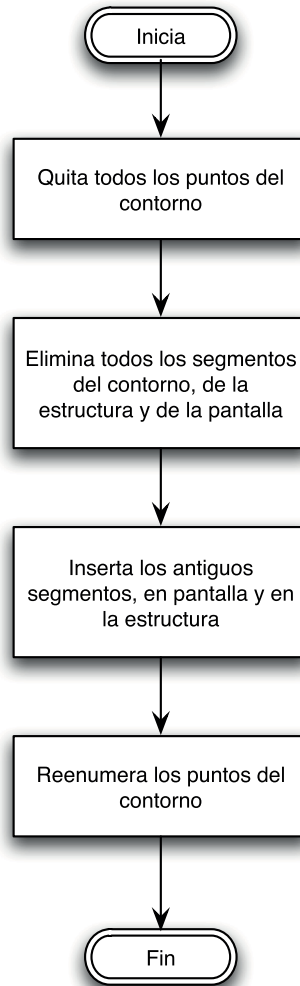 Inicia
Quita todos los puntos del
contorno
Elimina todos los segmentos
del contorno, de la
estructura y de la pantalla
Inserta los antiguos
segmentos, en pantalla y en
la estructura
Reenumera los puntos del
contorno
Fin